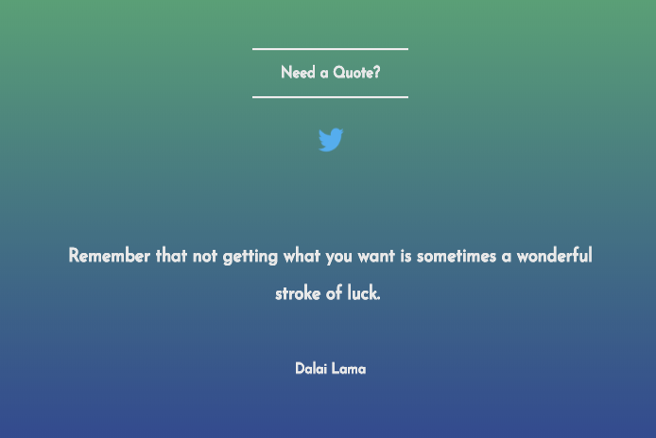 Need a Quote?
Remember that not getting what you want is sometimes a wonderful
stroke of luck.
Dalai Lama